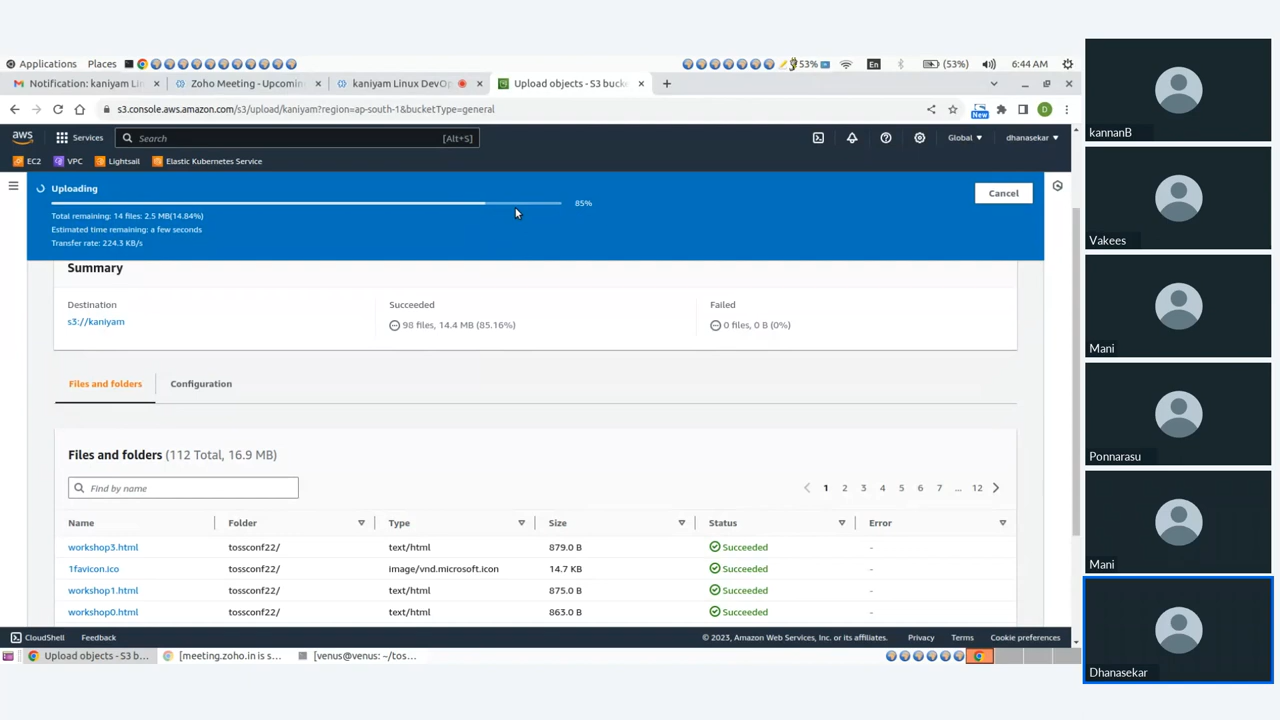 Applications Places 53% En (53%) 6:44 AM
Notification: kaniyam Lin × Zoho Meeting - Upcomin × kaniyam Linux DevOp × Upload objects - S3 bucke × +
s3.console.aws.amazon.com/s3/upload/kaniyam?region=ap-south-1&bucketType=general New D
aws Services Search [Alt+S] Global dhanasekar
EC2 VPC Lightsail Elastic Kubernetes Service
Uploading
Cancel
85%
Total remaining: 14 files: 2.5 MB(14.84%)
Estimated time remaining: a few seconds
Transfer rate: 224.3 KB/s
Summary
Destination Succeeded Failed
s3://kaniyam 98 files, 14.4 MB (85.16%) 0 files, 0 B (0%)
Files and folders Configuration
Files and folders (112 Total, 16.9 MB)
Find by name 1 2 3 4 5 6 7 ... 12
Name Folder Type Size Status Error
workshop3.html tossconf22/ text/html 879.0 B Succeeded -
1favicon.ico tossconf22/ image/vnd.microsoft.icon 14.7 KB Succeeded -
workshop1.html tossconf22/ text/html 875.0 B Succeeded -
workshop0.html tossconf22/ text/html 863.0 B Succeeded -
CloudShell Feedback © 2023, Amazon Web Services, Inc. or its affiliates. Privacy Terms Cookie preferences
Upload objects - S3 b... [meeting.zoho.in is s... [venus@venus: ~/tos...
kannanB
Vakees
Mani
Ponnarasu
Mani
Dhanasekar